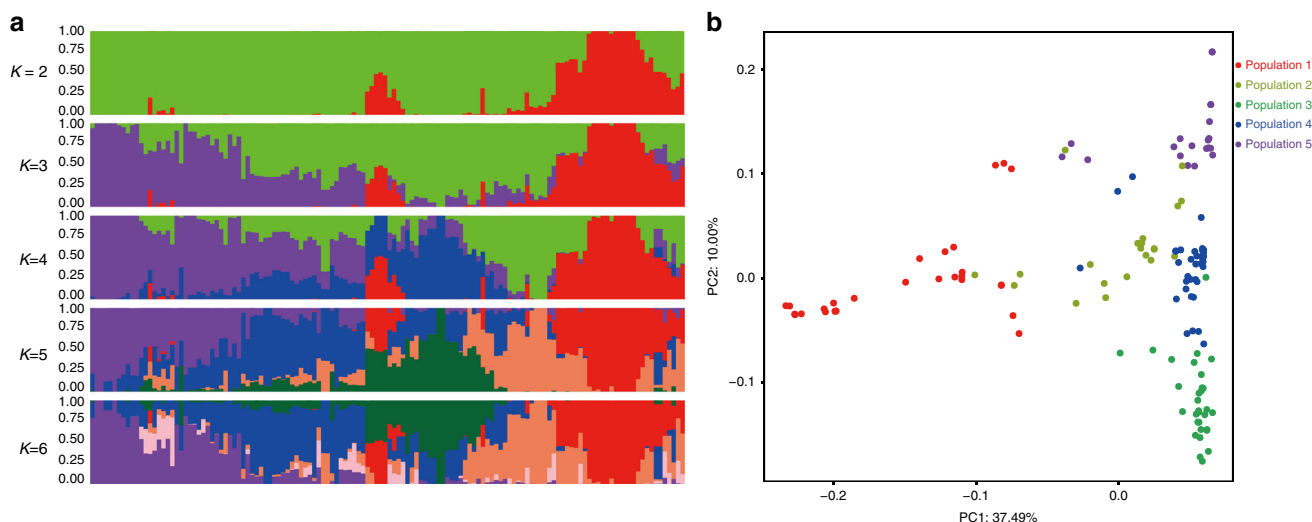 a
K = 2
1.00
0.75
0.50
0.25
0.00
K=3
1.00
0.75
0.50
0.25
0.00
K=4
1.00
0.75
0.50
0.25
0.00
K=5
1.00
0.75
0.50
0.25
0.00
K=6
1.00
0.75
0.50
0.25
0.00
b
PC2: 10.00%
0.2
0.1
0.0
−0.1
−0.2
−0.1
0.0
PC1: 37.49%
Population 1
Population 2
Population 3
Population 4
Population 5